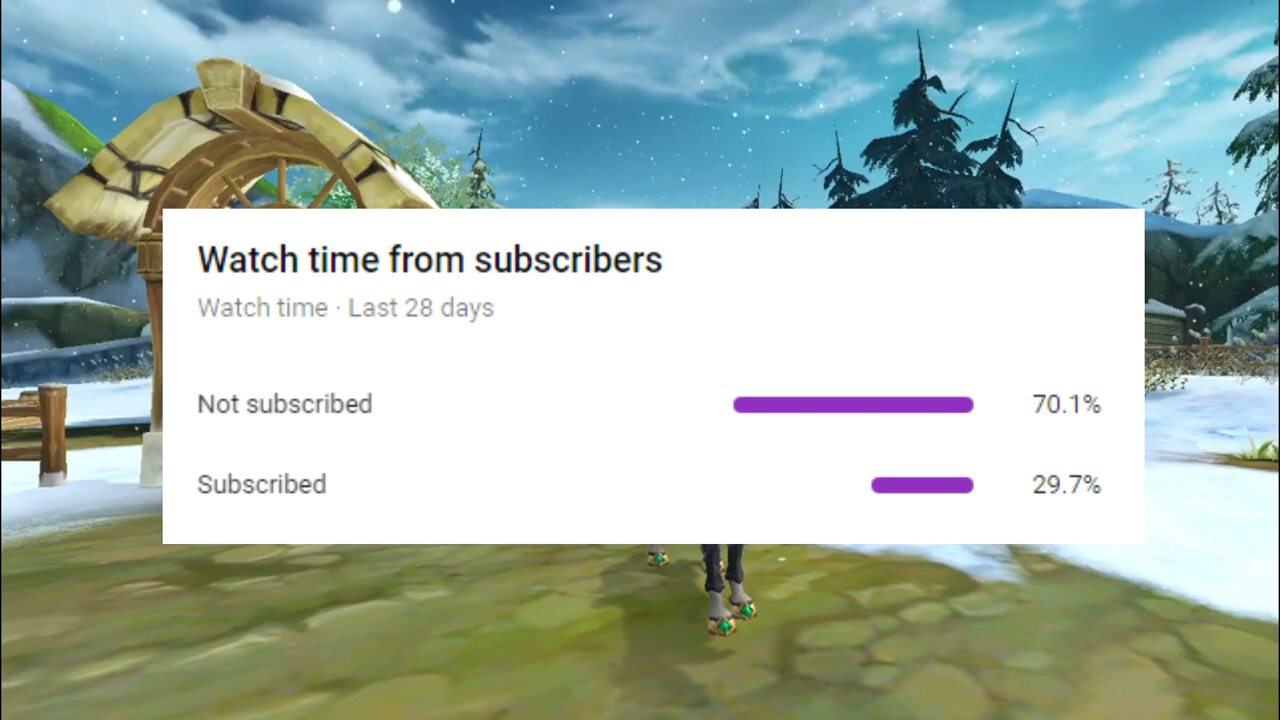 Watch time from subscribers
Watch time · Last 28 days
Not subscribed 70.1%
Subscribed 29.7%